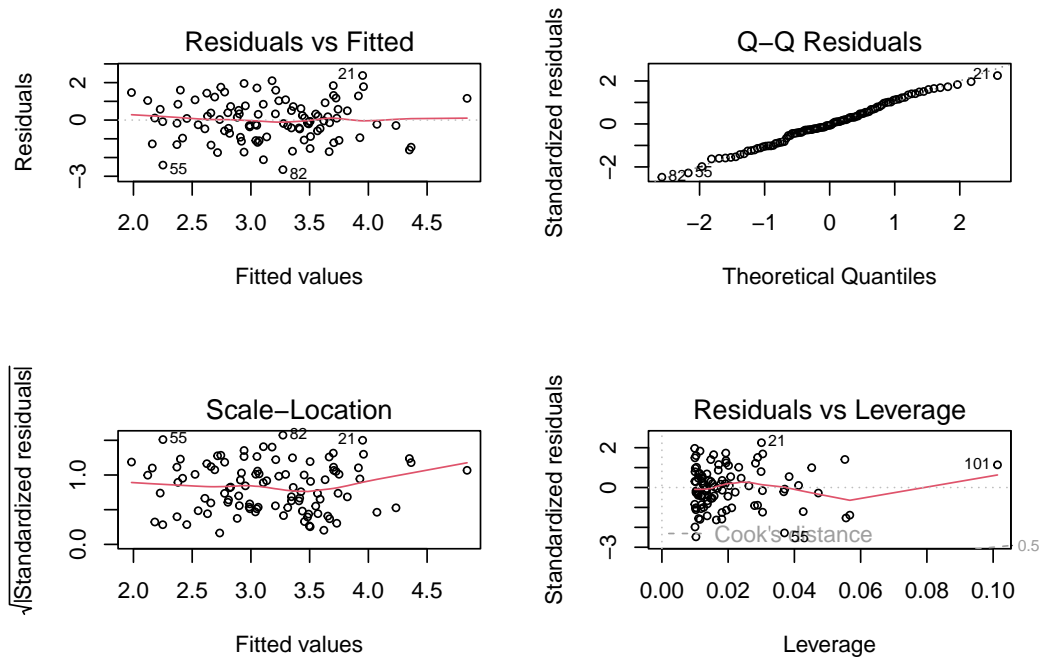 Residuals vs Fitted
Residuals
2
0
−3
21
55
82
2.0 2.5 3.0 3.5 4.0 4.5
Fitted values
Q−Q Residuals
Standardized residuals
2
0
−2
21
82
55
−2 −1 0 1 2
Theoretical Quantiles
Scale−Location
√|Standardized residuals|
1.0
0.0
55
82
21
2.0 2.5 3.0 3.5 4.0 4.5
Fitted values
Residuals vs Leverage
Standardized residuals
2
0
−3
21
101
55
Cook's distance
0.5
0.00 0.02 0.04 0.06 0.08 0.10
Leverage